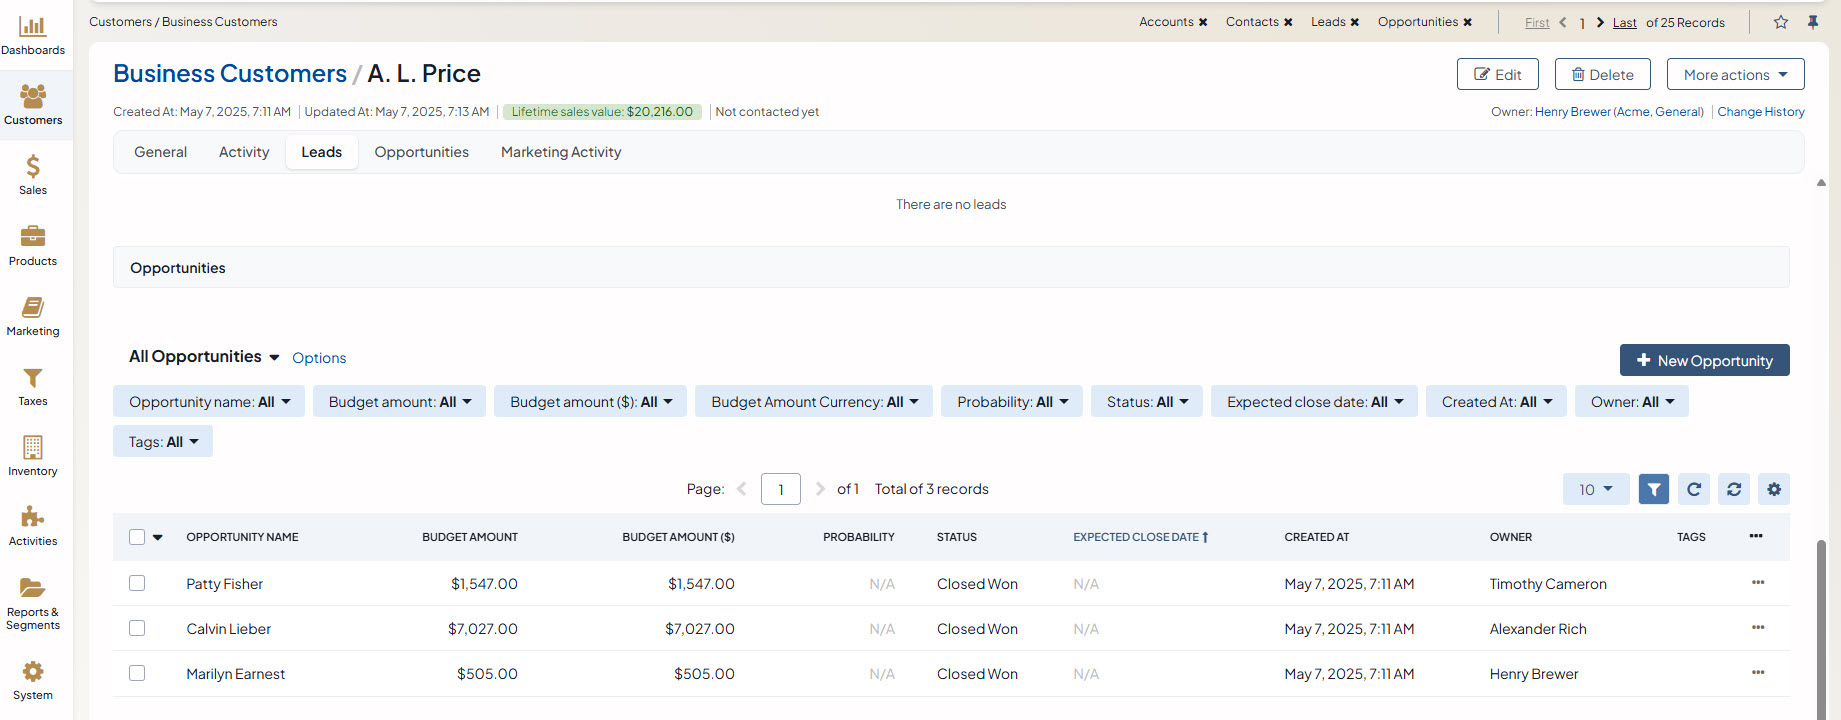 Dashboards
Customers
Sales
Products
Marketing
Taxes
Inventory
Activities
Reports &
Segments
System
Customers / Business Customers
Accounts ✖ Contacts ✖ Leads ✖ Opportunities ✖ First 1 Last of 25 Records
Business Customers / A. L. Price
Edit Delete More actions
Created At: May 7, 2025, 7:11 AM Updated At: May 7, 2025, 7:13 AM Lifetime sales value: $20,216.00 Not contacted yet
Owner: Henry Brewer (Acme, General) Change History
General Activity Leads Opportunities Marketing Activity
There are no leads
Opportunities
All Opportunities Options
+ New Opportunity
Opportunity name: All Budget amount: All Budget amount ($): All Budget Amount Currency: All Probability: All Status: All Expected close date: All Created At: All Owner: All
Tags: All
Page: 1 of 1 Total of 3 records 10
OPPORTUNITY NAME BUDGET AMOUNT BUDGET AMOUNT ($) PROBABILITY STATUS EXPECTED CLOSE DATE CREATED AT OWNER TAGS
Patty Fisher $1,547.00 $1,547.00 N/A Closed Won N/A May 7, 2025, 7:11 AM Timothy Cameron
Calvin Lieber $7,027.00 $7,027.00 N/A Closed Won N/A May 7, 2025, 7:11 AM Alexander Rich
Marilyn Earnest $505.00 $505.00 N/A Closed Won N/A May 7, 2025, 7:11 AM Henry Brewer